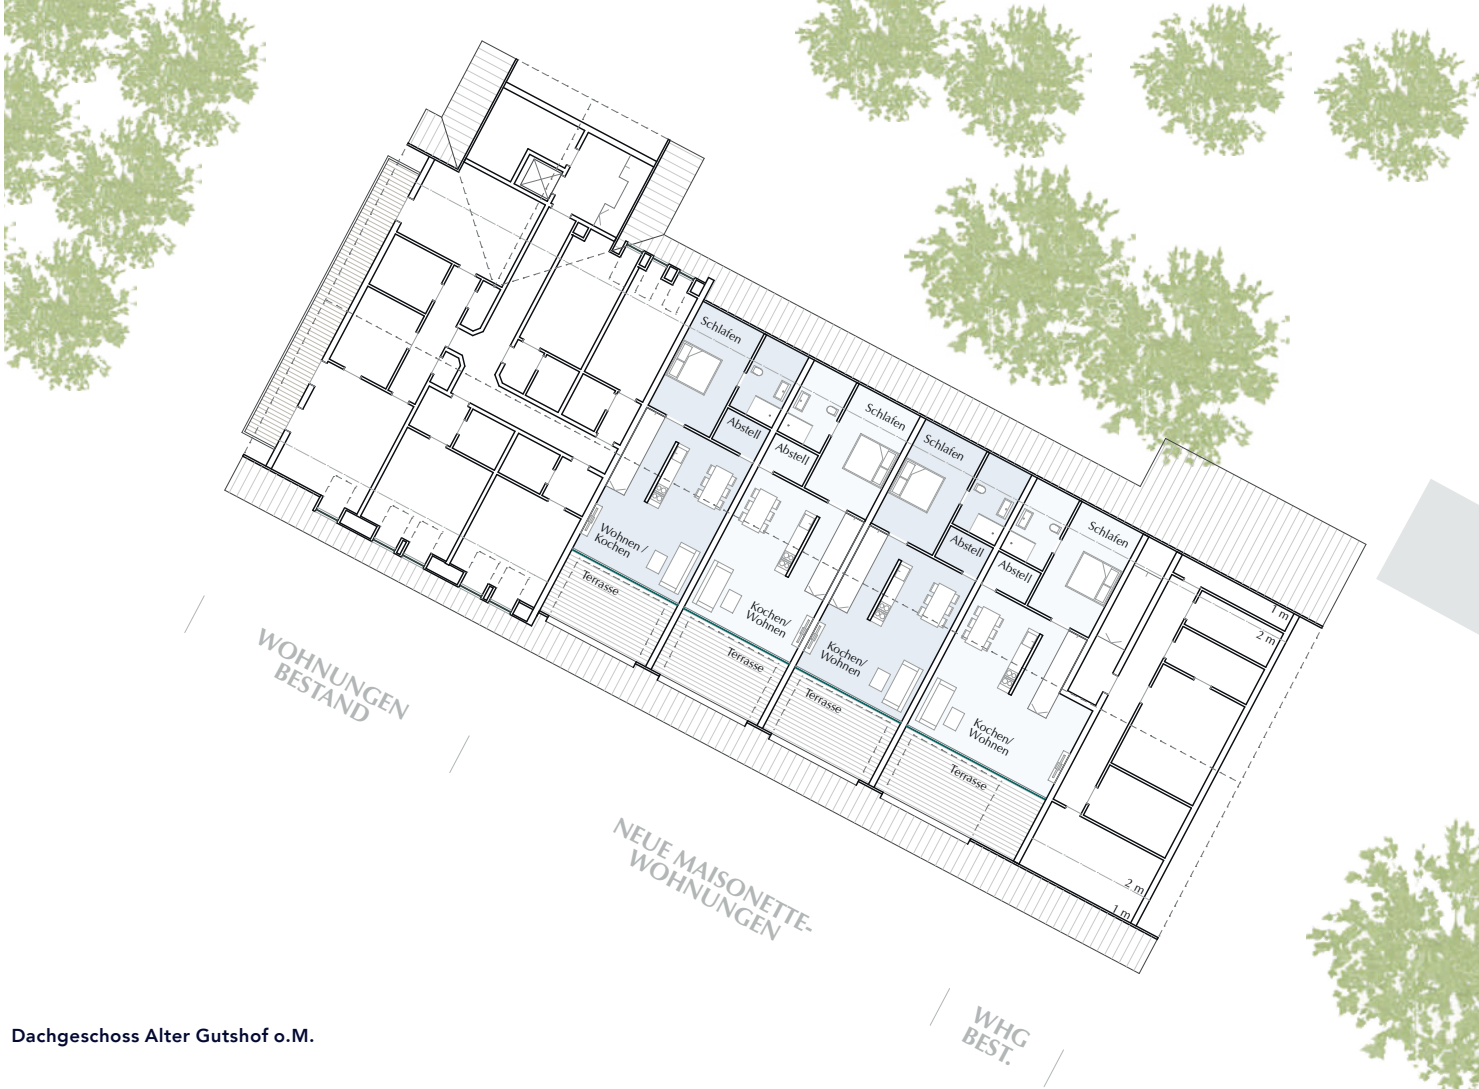 Schlafen
Abstell
Wohnen /
Kochen
Terrasse
Schlafen
Abstell
Kochen/
Wohnen
Terrasse
Schlafen
Abstell
Kochen/
Wohnen
Terrasse
Schlafen
Abstell
Kochen/
Wohnen
Terrasse
1 m
2 m
2 m
1 m
WOHNUNGEN
BESTAND
NEUE MAISONETTE-
WOHNUNGEN
WHG
BEST.
Dachgeschoss Alter Gutshof o.M.